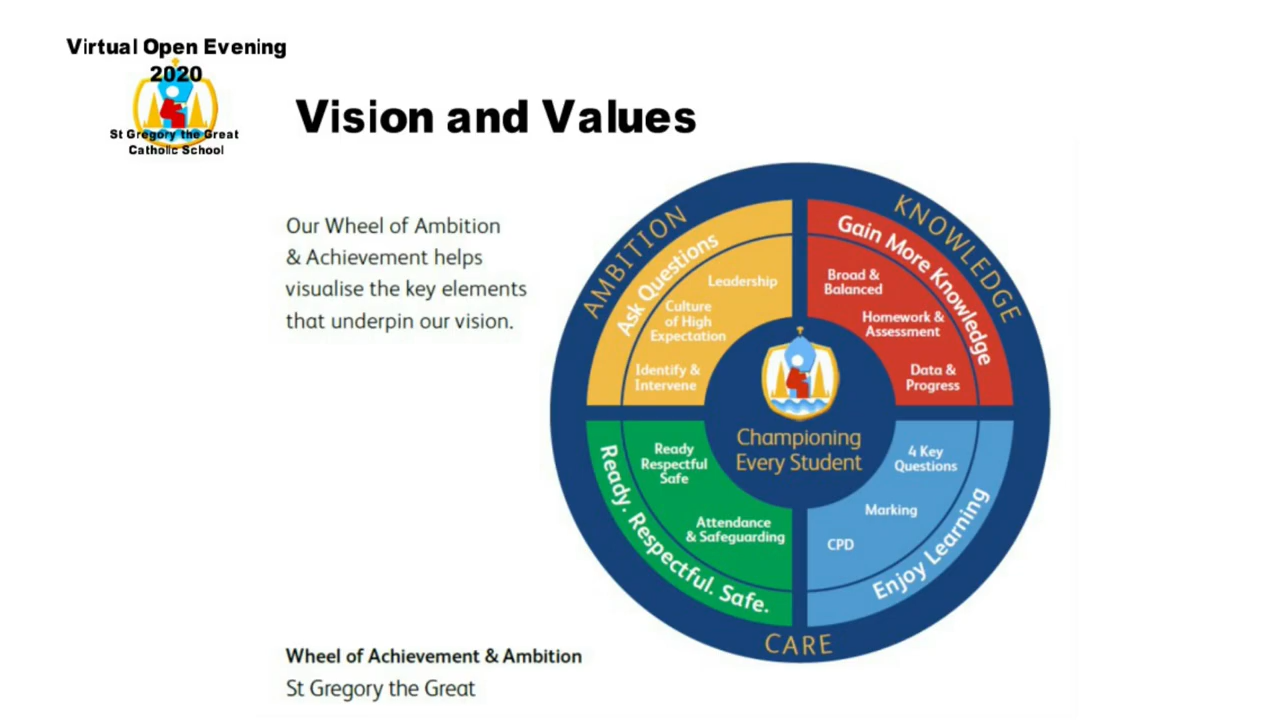 Virtual Open Evening
2020
St Gregory the Great
Catholic School
Vision and Values
Our Wheel of Ambition
& Achievement helps
visualise the key elements
that underpin our vision.
AMBITION
Ask Questions
Leadership
Culture
of High
Expectation
Identify &
Intervene
KNOWLEDGE
Gain More Knowledge
Broad &
Balanced
Homework &
Assessment
Data &
Progress
Championing
Every Student
Ready. Respectful. Safe.
Ready
Respectful
Safe
Attendance
& Safeguarding
4 Key
Questions
Marking
CPD
Enjoy Learning
CARE
Wheel of Achievement & Ambition
St Gregory the Great